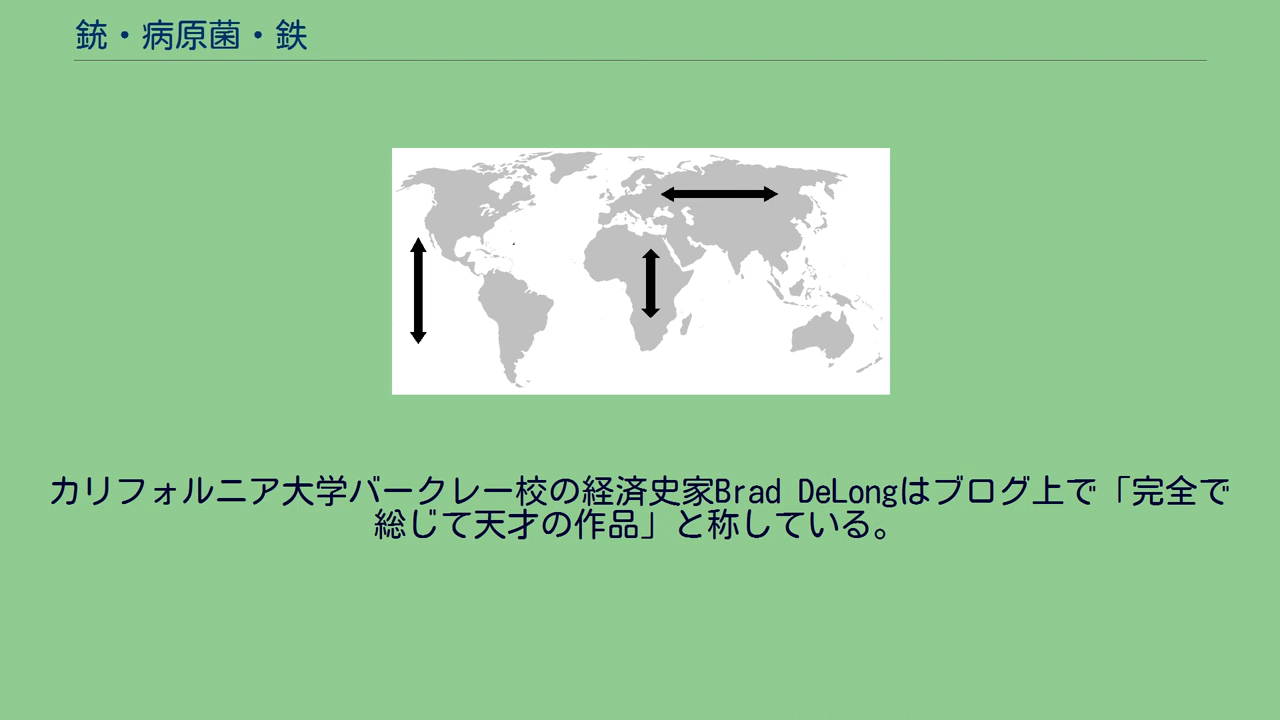 銃・病原菌・鉄
カリフォルニア大学バークレー校の経済史家Brad DeLongはブログ上で「完全で
総じて天才の作品」と称している。